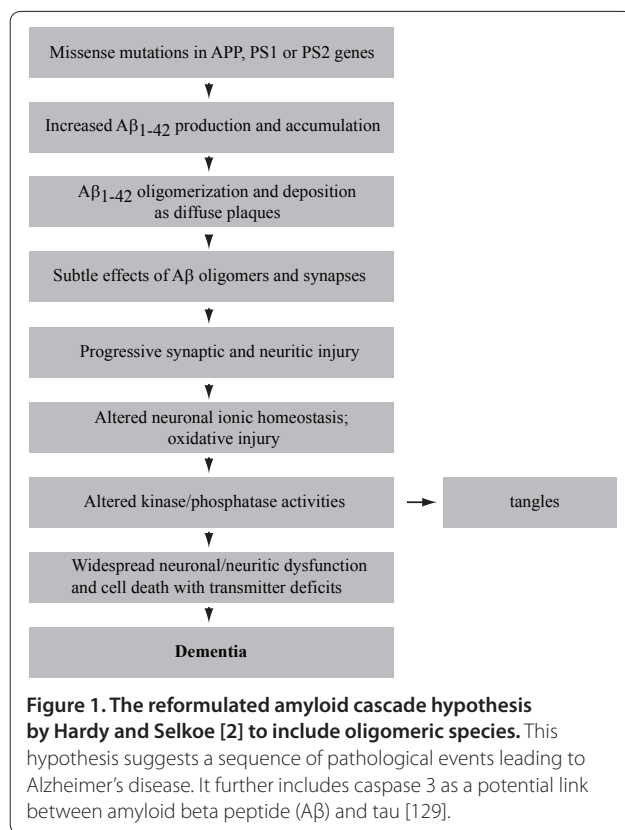 Missense mutations in APP, PS1 or PS2 genes
Increased Aβ1-42 production and accumulation
Aβ1-42 oligomerization and deposition
as diffuse plaques
Subtle effects of Aβ oligomers and synapses
Progressive synaptic and neuritic injury
Altered neuronal ionic homeostasis;
oxidative injury
Altered kinase/phosphatase activities
tangles
Widespread neuronal/neuritic dysfunction
and cell death with transmitter deficits
Dementia
Figure 1. The reformulated amyloid cascade hypothesis
by Hardy and Selkoe [2] to include oligomeric species. This
hypothesis suggests a sequence of pathological events leading to
Alzheimer’s disease. It further includes caspase 3 as a potential link
between amyloid beta peptide (Aβ) and tau [129].